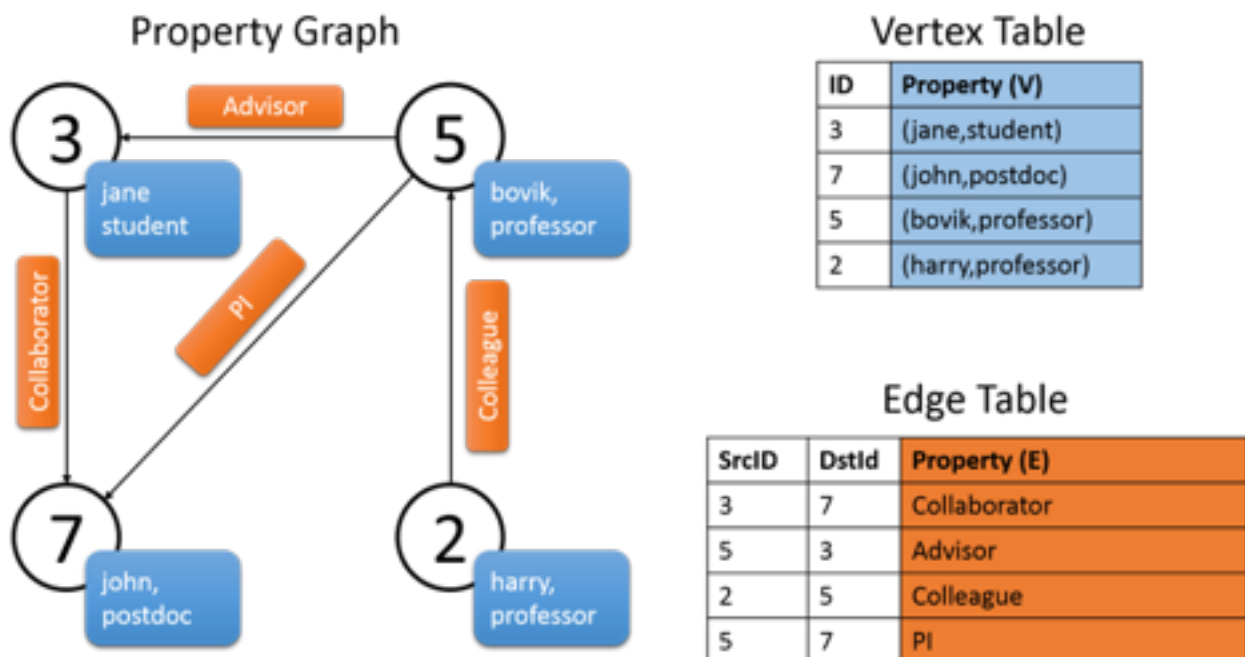 Property Graph
3
Advisor
5
jane
student
bovik,
professor
Collaborator
PI
Colleague
7
john,
postdoc
2
harry,
professor
Vertex Table
ID Property (V)
3 (jane,student)
7 (john,postdoc)
5 (bovik,professor)
2 (harry,professor)
Edge Table
SrcID DstId Property (E)
3 7 Collaborator
5 3 Advisor
2 5 Colleague
5 7 PI